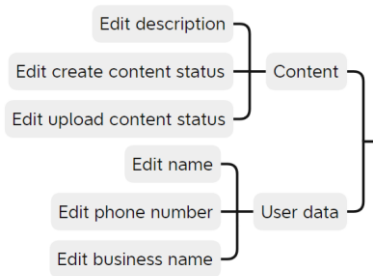 Edit description
Edit create content status
Content
Edit upload content status
Edit name
Edit phone number
User data
Edit business name